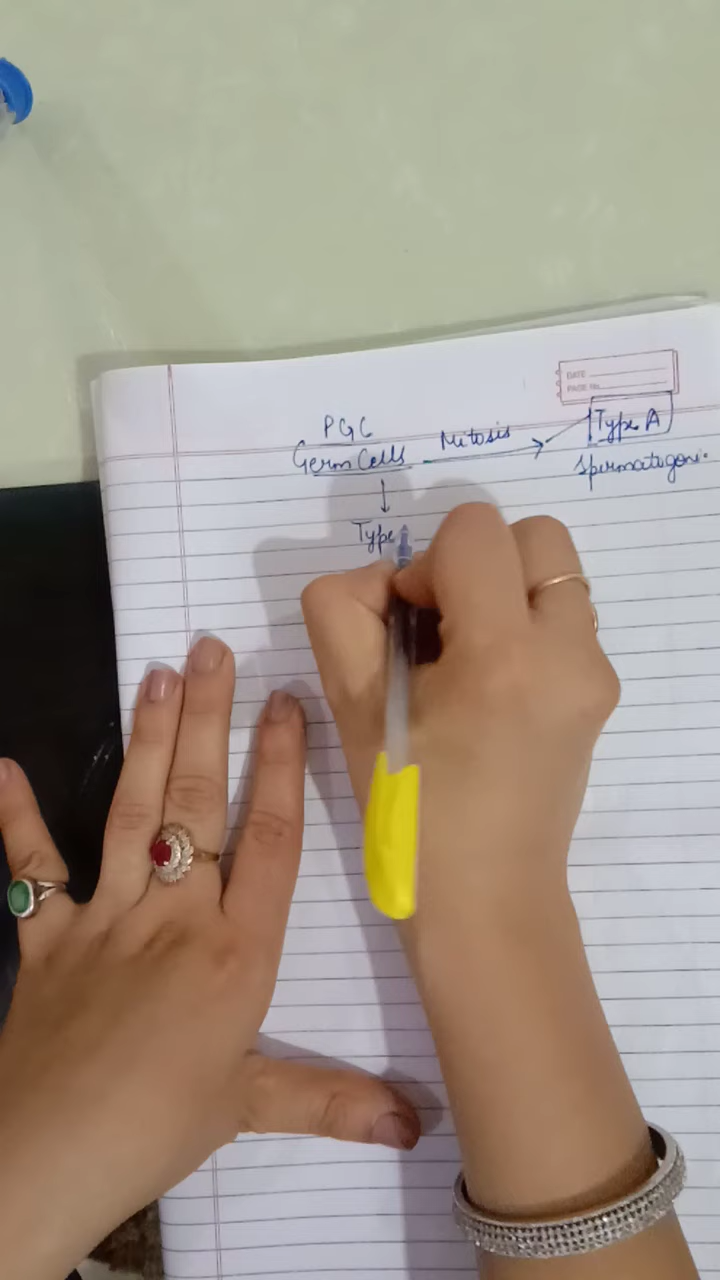 DATE
PAGE No.
PGC
Germ Cells Mitosis Type A
Spermatogoni.
Type